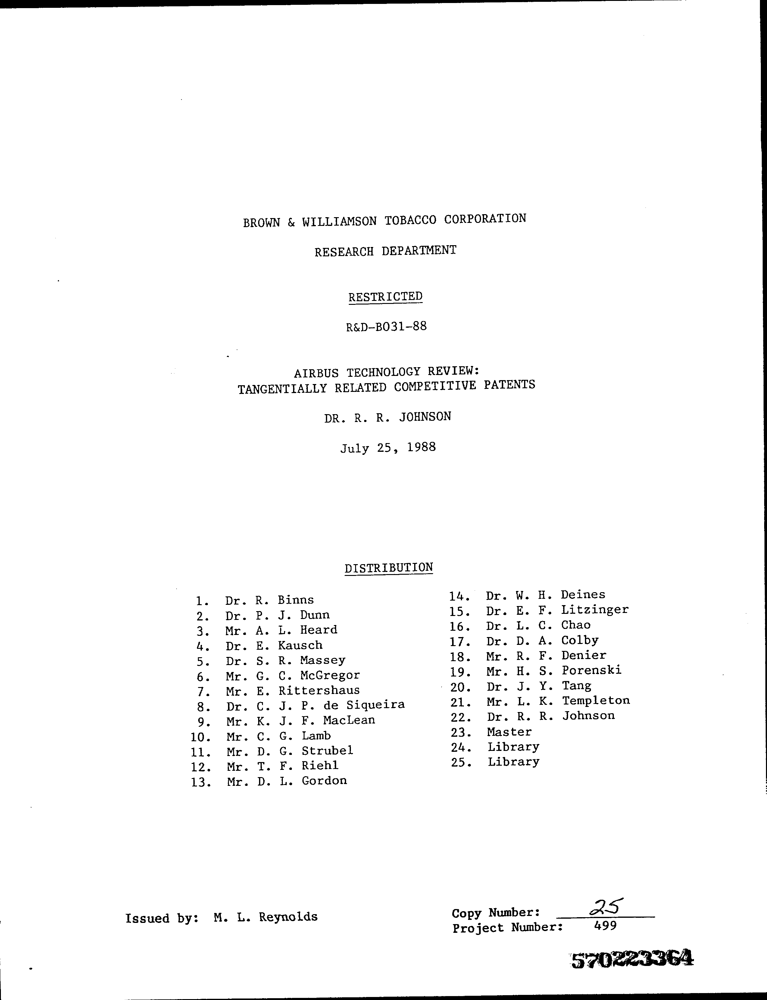 BROWN & WILLIAMSON TOBACCO CORPORATION
RESEARCH DEPARTMENT
RESTRICTED
R&D-B031-88
AIRBUS TECHNOLOGY REVIEW:
TANGENTIALLY RELATED COMPETITIVE PATENTS
DR. R. R. JOHNSON
July 25, 1988
DISTRIBUTION
1. Dr. R. Binns
2. Dr. P. J. Dunn
3. Mr. A. L. Heard
4. Dr. E. Kausch
5. Dr. S. R. Massey
6. Mr. G. C. McGregor
7. Mr. E. Rittershaus
8. Dr. C. J. P. de Siqueira
9. Mr. K. J. F. MacLean
10. Mr. C. G. Lamb
11. Mr. D. G. Strubel
12. Mr. T. F. Riehl
13. Mr. D. L. Gordon
14. Dr. W. H. Deines
15. Dr. E. F. Litzinger
16. Dr. L. C. Chao
17. Dr. D. A. Colby
18. Mr. R. F. Denier
19. Mr. H. S. Porenski
20. Dr. J. Y. Tang
21. Mr. L. K. Templeton
22. Dr. R. R. Johnson
23. Master
24. Library
25. Library
Issued by: M. L. Reynolds
Copy Number: 25
Project Number: 499
570223364